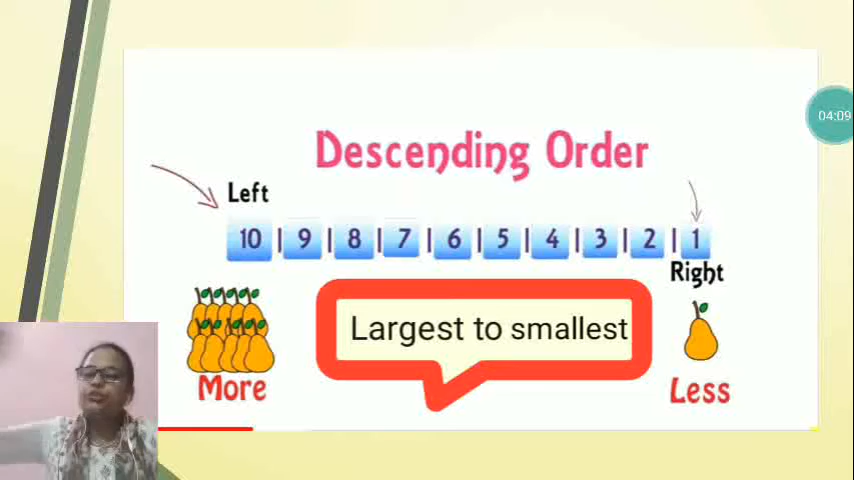 04:09
Descending Order
Left
10 | 9 | 8 | 7 | 6 | 5 | 4 | 3 | 2 | 1
Right
Largest to smallest
More
Less